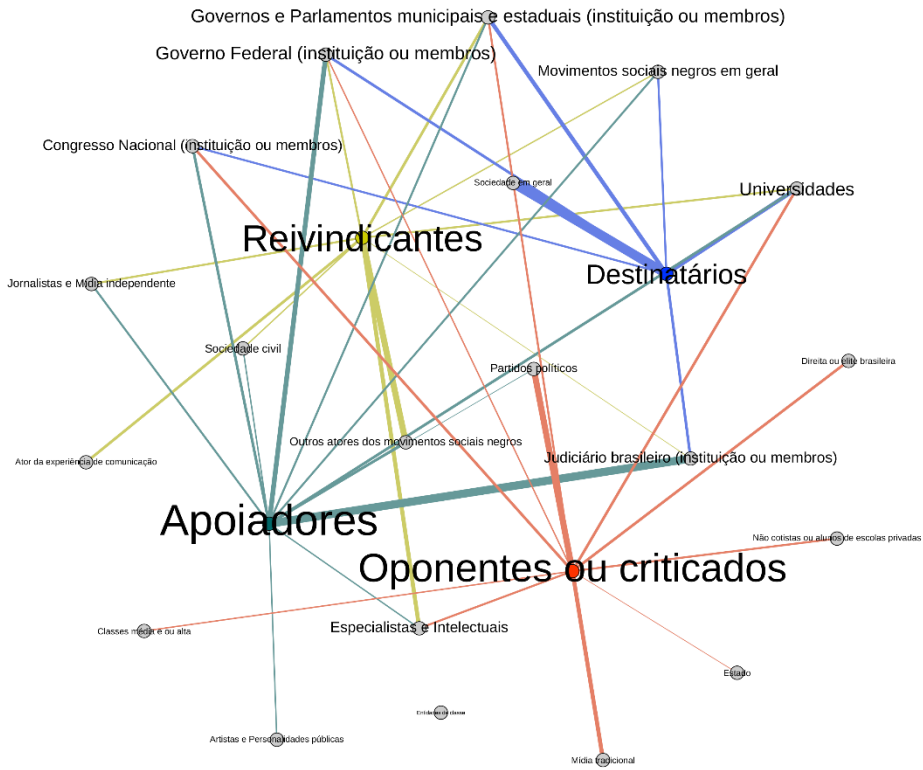 Governos e Parlamentos municipais e estaduais (instituição ou membros)
Governo Federal (instituição ou membros)
Movimentos sociais negros em geral
Congresso Nacional (instituição ou membros)
Sociedade em geral
Universidades
Reivindicantes
Destinatários
Jornalistas e Mídia independente
Sociedade civil
Partidos políticos
Direita ou elite brasileira
Outros atores dos movimentos sociais negros
Ator da experiência de comunicação
Judiciário brasileiro (instituição ou membros)
Apoiadores
Não cotistas ou alunos de escolas privadas
Oponentes ou criticados
Classes média e ou alta
Especialistas e Intelectuais
Estado
Entidades de classe
Artistas e Personalidades públicas
Mídia tradicional